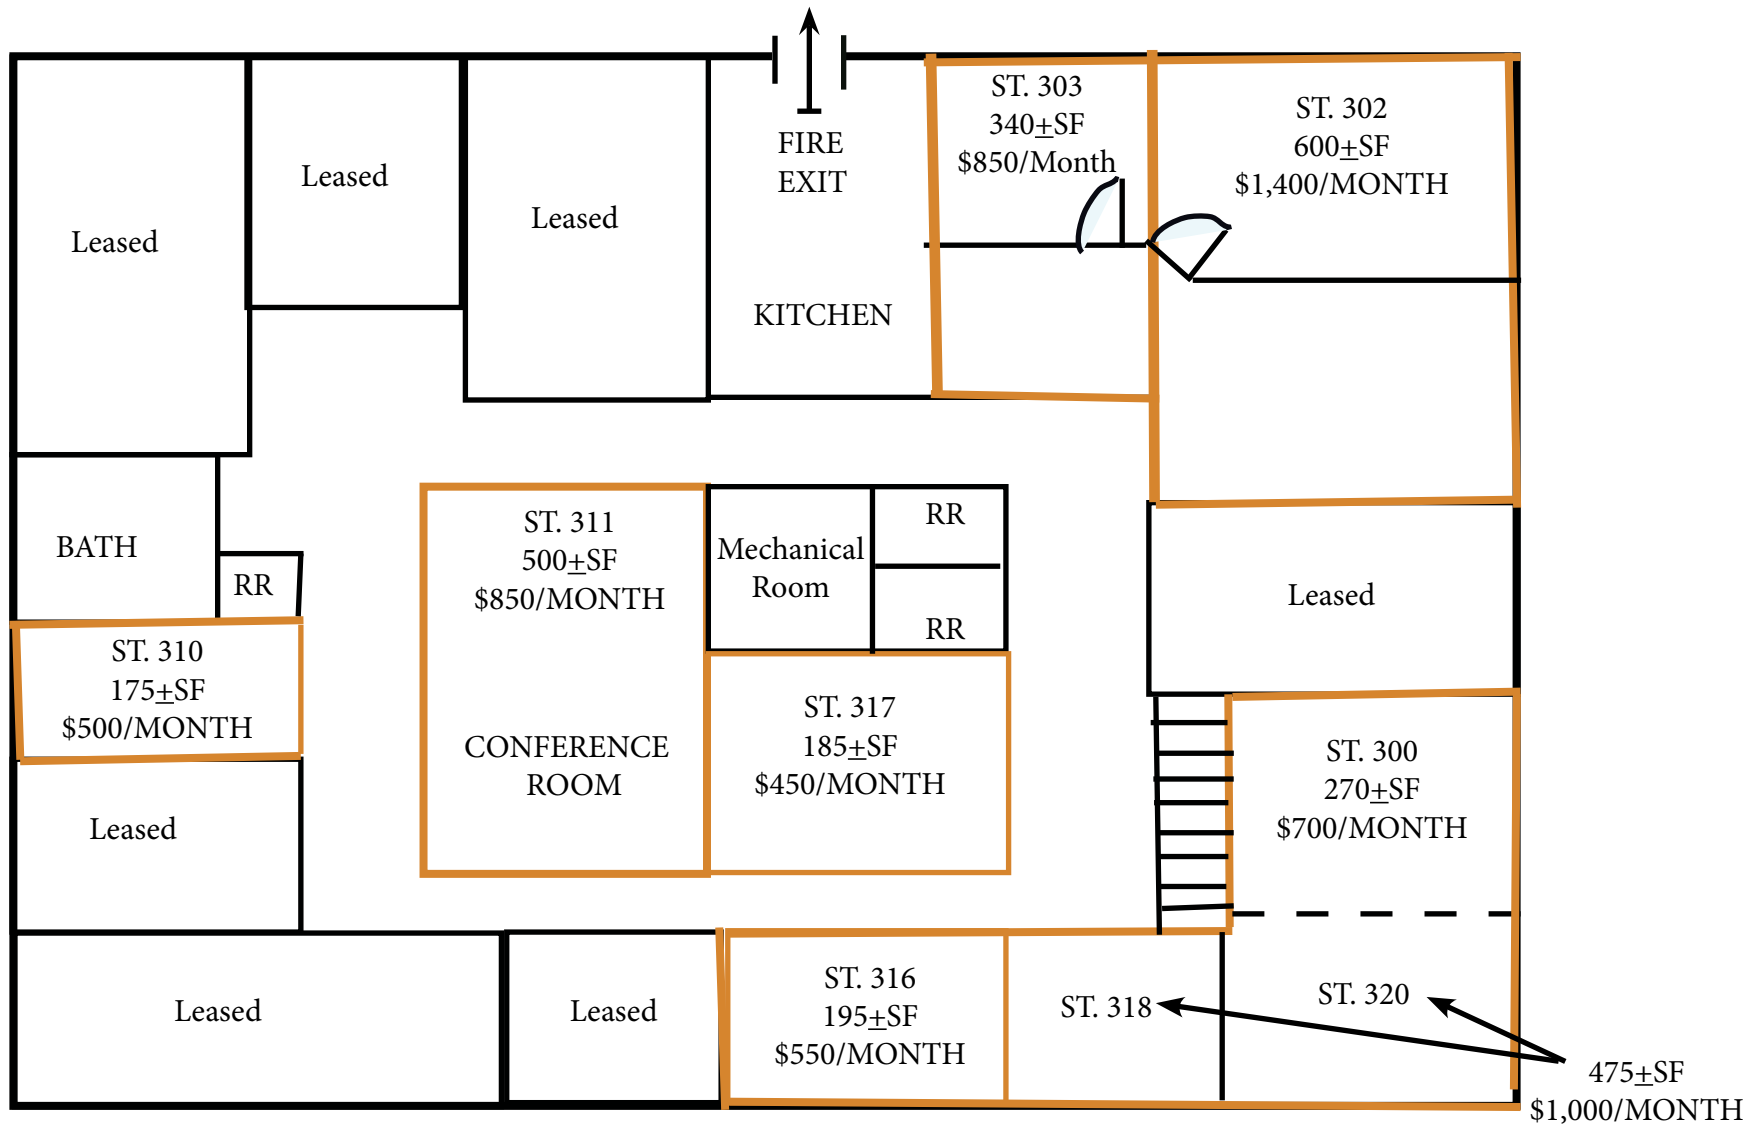 FIRE
EXIT
ST. 303
340±SF
$850/Month
ST. 302
600±SF
$1,400/MONTH
Leased
Leased
Leased
KITCHEN
BATH
RR
ST. 311
500±SF
$850/MONTH
CONFERENCE
ROOM
Mechanical
Room
RR
RR
Leased
ST. 310
175±SF
$500/MONTH
ST. 317
185±SF
$450/MONTH
ST. 300
270±SF
$700/MONTH
Leased
Leased
Leased
ST. 316
195±SF
$550/MONTH
ST. 318
ST. 320
475±SF
$1,000/MONTH